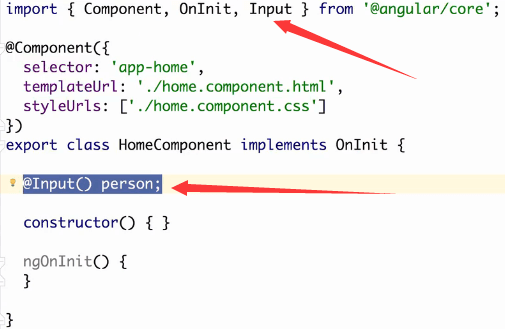 import { Component, OnInit, Input } from '@angular/core';
@Component({
selector: 'app-home',
templateUrl: './home.component.html',
styleUrls: ['./home.component.css']
})
export class HomeComponent implements OnInit {
@Input() person;
constructor() { }
ngOnInit() {
}
}